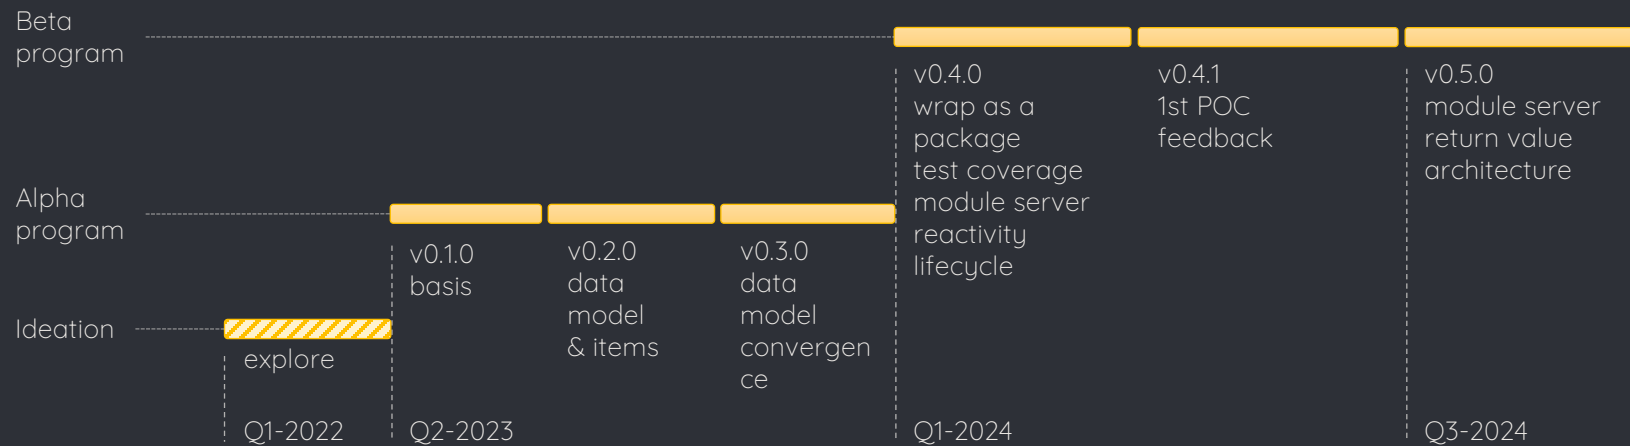 Beta
program
v0.4.0
wrap as a
package
test coverage
module server
reactivity
lifecycle
v0.4.1
1st POC
feedback
v0.5.0
module server
return value
architecture
Alpha
program
v0.1.0
basis
v0.2.0
data
model
& items
v0.3.0
data
model
convergen
ce
Ideation
explore
Q1-2022
Q2-2023
Q1-2024
Q3-2024